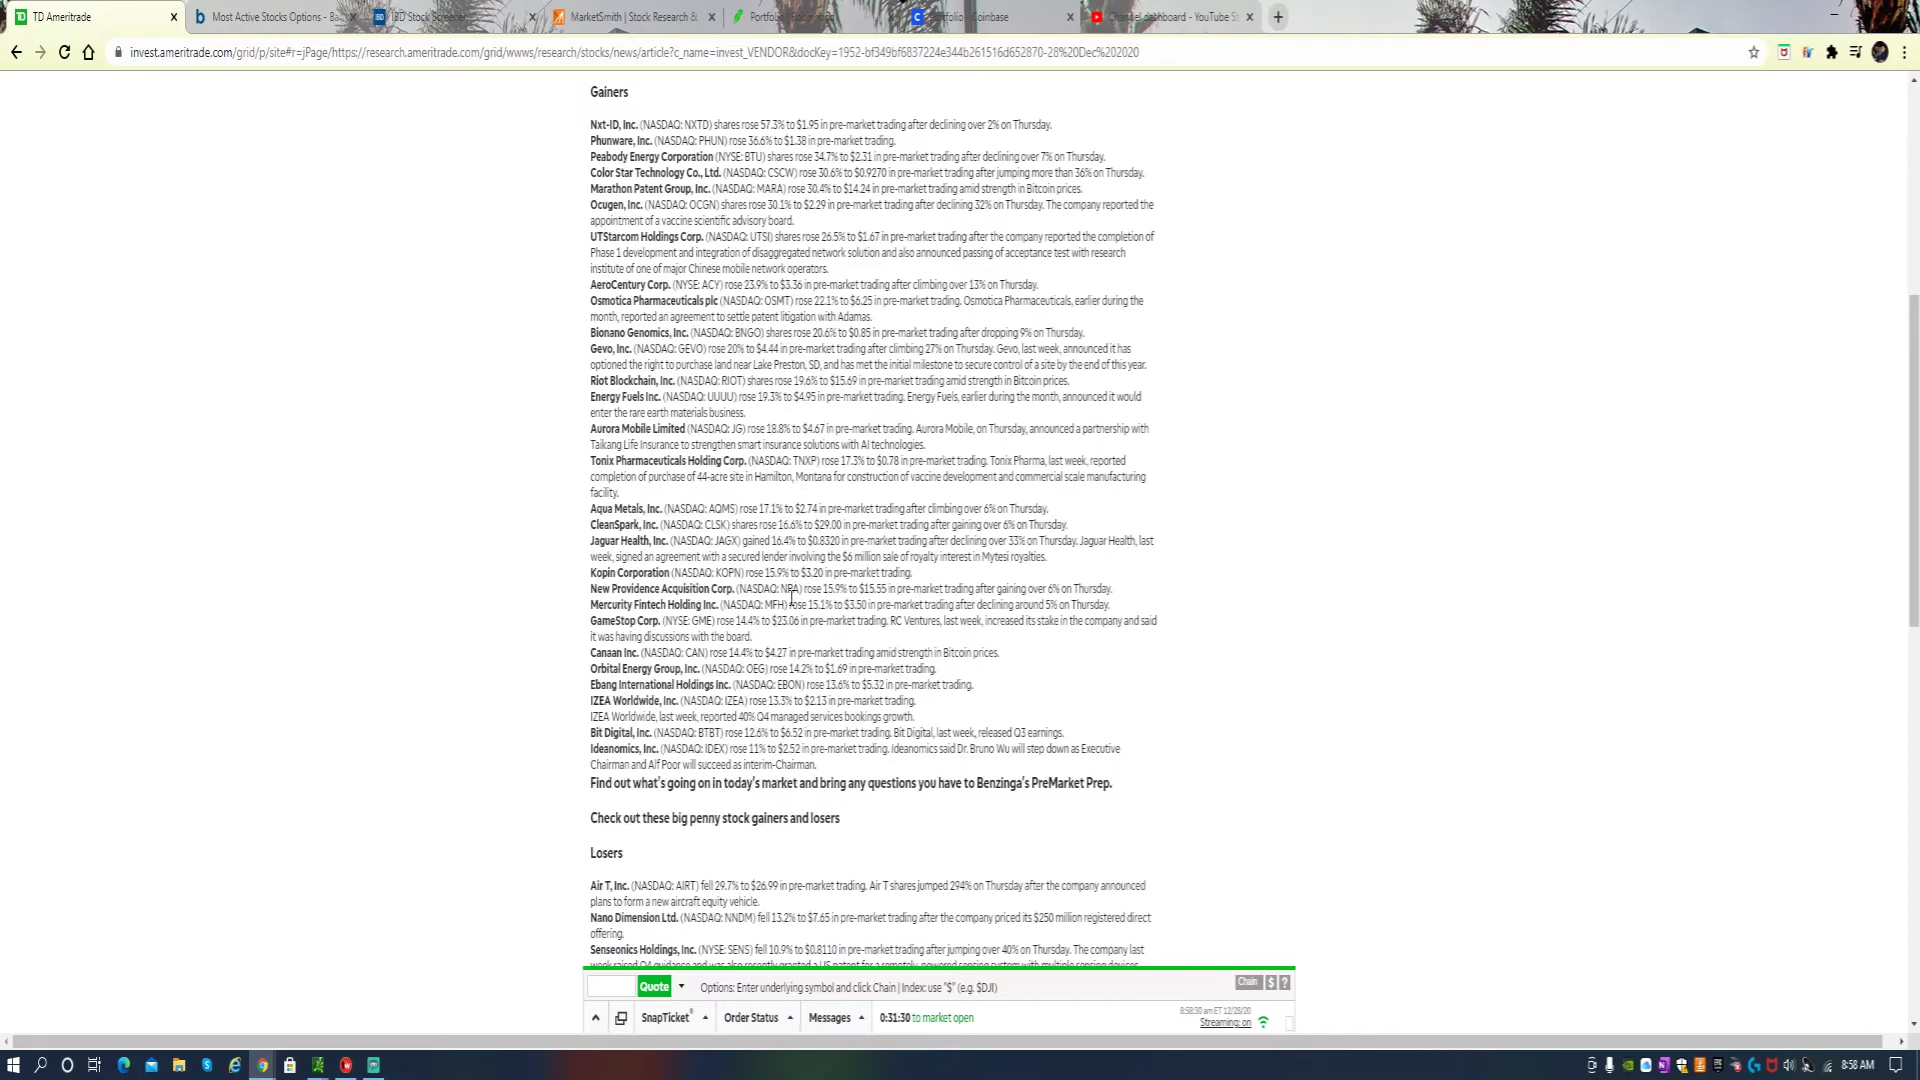 TD Ameritrade
Most Active Stocks Options - Ba
IBD Stock Screener
MarketSmith | Stock Research &
Portfolio
Portfolio - Coinbase
Channel dashboard - YouTube St
invest.ameritrade.com/grid/p/site#r=jPage/https://research.ameritrade.com/grid/wwws/research/stocks/news/article?c_name=invest_VENDOR&docKey=1952-bf349bf6837224e344b261516d652870-28%20Dec%202020
Gainers
Nxt-ID, Inc. (NASDAQ: NXTD) shares rose 57.3% to $1.95 in pre-market trading after declining over 2% on Thursday.
Phunware, Inc. (NASDAQ: PHUN) rose 36.6% to $1.38 in pre-market trading.
Peabody Energy Corporation (NYSE: BTU) shares rose 34.7% to $2.31 in pre-market trading after declining over 7% on Thursday.
Color Star Technology Co., Ltd. (NASDAQ: CSCW) rose 30.6% to $0.9270 in pre-market trading after jumping more than 36% on Thursday.
Marathon Patent Group, Inc. (NASDAQ: MARA) rose 30.4% to $14.24 in pre-market trading amid strength in Bitcoin prices.
Ocugen, Inc. (NASDAQ: OCGN) shares rose 30.1% to $2.29 in pre-market trading after declining 32% on Thursday. The company reported the
appointment of a vaccine scientific advisory board.
UTStarcom Holdings Corp. (NASDAQ: UTSI) shares rose 26.5% to $1.67 in pre-market trading after the company reported the completion of
Phase 1 development and integration of disaggregated network solution and also announced passing of acceptance test with research
institute of one of major Chinese mobile network operators.
AeroCentury Corp. (NYSE: ACY) rose 23.9% to $3.36 in pre-market trading after climbing over 13% on Thursday.
Osmotica Pharmaceuticals plc (NASDAQ: OSMT) rose 22.1% to $6.25 in pre-market trading. Osmotica Pharmaceuticals, earlier during the
month, reported an agreement to settle patent litigation with Adamas.
Bionano Genomics, Inc. (NASDAQ: BNGO) shares rose 20.6% to $0.85 in pre-market trading after dropping 9% on Thursday.
Gevo, Inc. (NASDAQ: GEVO) rose 20% to $4.44 in pre-market trading after climbing 27% on Thursday. Gevo, last week, announced it has
optioned the right to purchase land near Lake Preston, SD, and has met the initial milestone to secure control of a site by the end of this year.
Riot Blockchain, Inc. (NASDAQ: RIOT) shares rose 19.6% to $15.69 in pre-market trading amid strength in Bitcoin prices.
Energy Fuels Inc. (NASDAQ: UUUU) rose 19.3% to $4.95 in pre-market trading. Energy Fuels, earlier during the month, announced it would
enter the rare earth materials business.
Aurora Mobile Limited (NASDAQ: JG) rose 18.8% to $4.67 in pre-market trading. Aurora Mobile, on Thursday, announced a partnership with
Taikang Life Insurance to strengthen smart insurance solutions with AI technologies.
Tonix Pharmaceuticals Holding Corp. (NASDAQ: TNXP) rose 17.3% to $0.78 in pre-market trading. Tonix Pharma, last week, reported
completion of purchase of 44-acre site in Hamilton, Montana for construction of vaccine development and commercial scale manufacturing
facility.
Aqua Metals, Inc. (NASDAQ: AQMS) rose 17.1% to $2.74 in pre-market trading after climbing over 6% on Thursday.
CleanSpark, Inc. (NASDAQ: CLSK) shares rose 16.6% to $29.00 in pre-market trading after gaining over 6% on Thursday.
Jaguar Health, Inc. (NASDAQ: JAGX) gained 16.4% to $0.8320 in pre-market trading after declining over 33% on Thursday. Jaguar Health, last
week, signed an agreement with a secured lender involving the $6 million sale of royalty interest in Mytesi royalties.
Kopin Corporation (NASDAQ: KOPN) rose 15.9% to $3.20 in pre-market trading.
New Providence Acquisition Corp. (NASDAQ: NPA) rose 15.9% to $15.55 in pre-market trading after gaining over 6% on Thursday.
Mercurity Fintech Holding Inc. (NASDAQ: MFH) rose 15.1% to $3.50 in pre-market trading after declining around 5% on Thursday.
GameStop Corp. (NYSE: GME) rose 14.4% to $23.06 in pre-market trading. RC Ventures, last week, increased its stake in the company and said
it was having discussions with the board.
Canaan Inc. (NASDAQ: CAN) rose 14.4% to $4.27 in pre-market trading amid strength in Bitcoin prices.
Orbital Energy Group, Inc. (NASDAQ: OEG) rose 14.2% to $1.69 in pre-market trading.
Ebang International Holdings Inc. (NASDAQ: EBON) rose 13.6% to $5.32 in pre-market trading.
IZEA Worldwide, Inc. (NASDAQ: IZEA) rose 13.3% to $2.13 in pre-market trading.
IZEA Worldwide, last week, reported 40% Q4 managed services bookings growth.
Bit Digital, Inc. (NASDAQ: BTBT) rose 12.6% to $6.52 in pre-market trading. Bit Digital, last week, released Q3 earnings.
Ideanomics, Inc. (NASDAQ: IDEX) rose 11% to $2.52 in pre-market trading. Ideanomics said Dr. Bruno Wu will step down as Executive
Chairman and Alf Poor will succeed as interim-Chairman.
Find out what's going on in today's market and bring any questions you have to Benzinga's PreMarket Prep.
Check out these big penny stock gainers and losers
Losers
Air T, Inc. (NASDAQ: AIRT) fell 29.7% to $26.99 in pre-market trading. Air T shares jumped 294% on Thursday after the company announced
plans to form a new aircraft equity vehicle.
Nano Dimension Ltd. (NASDAQ: NNDM) fell 13.2% to $7.65 in pre-market trading after the company priced its $250 million registered direct
offering.
Senseonics Holdings, Inc. (NYSE: SENS) fell 10.9% to $0.8110 in pre-market trading after jumping over 40% on Thursday. The company last
week raised Q4 guidance and was also recently granted a US patent for a remotely-powered sensing system with multiple sensing devices.
Quote
Options: Enter underlying symbol and click Chain | Index: use "$" (e.g. $DJI)
Chain $ ?
SnapTicket® Order Status Messages 0:31:30 to market open
8:58:30 am ET 12/28/20
Streaming: on
8:58 AM